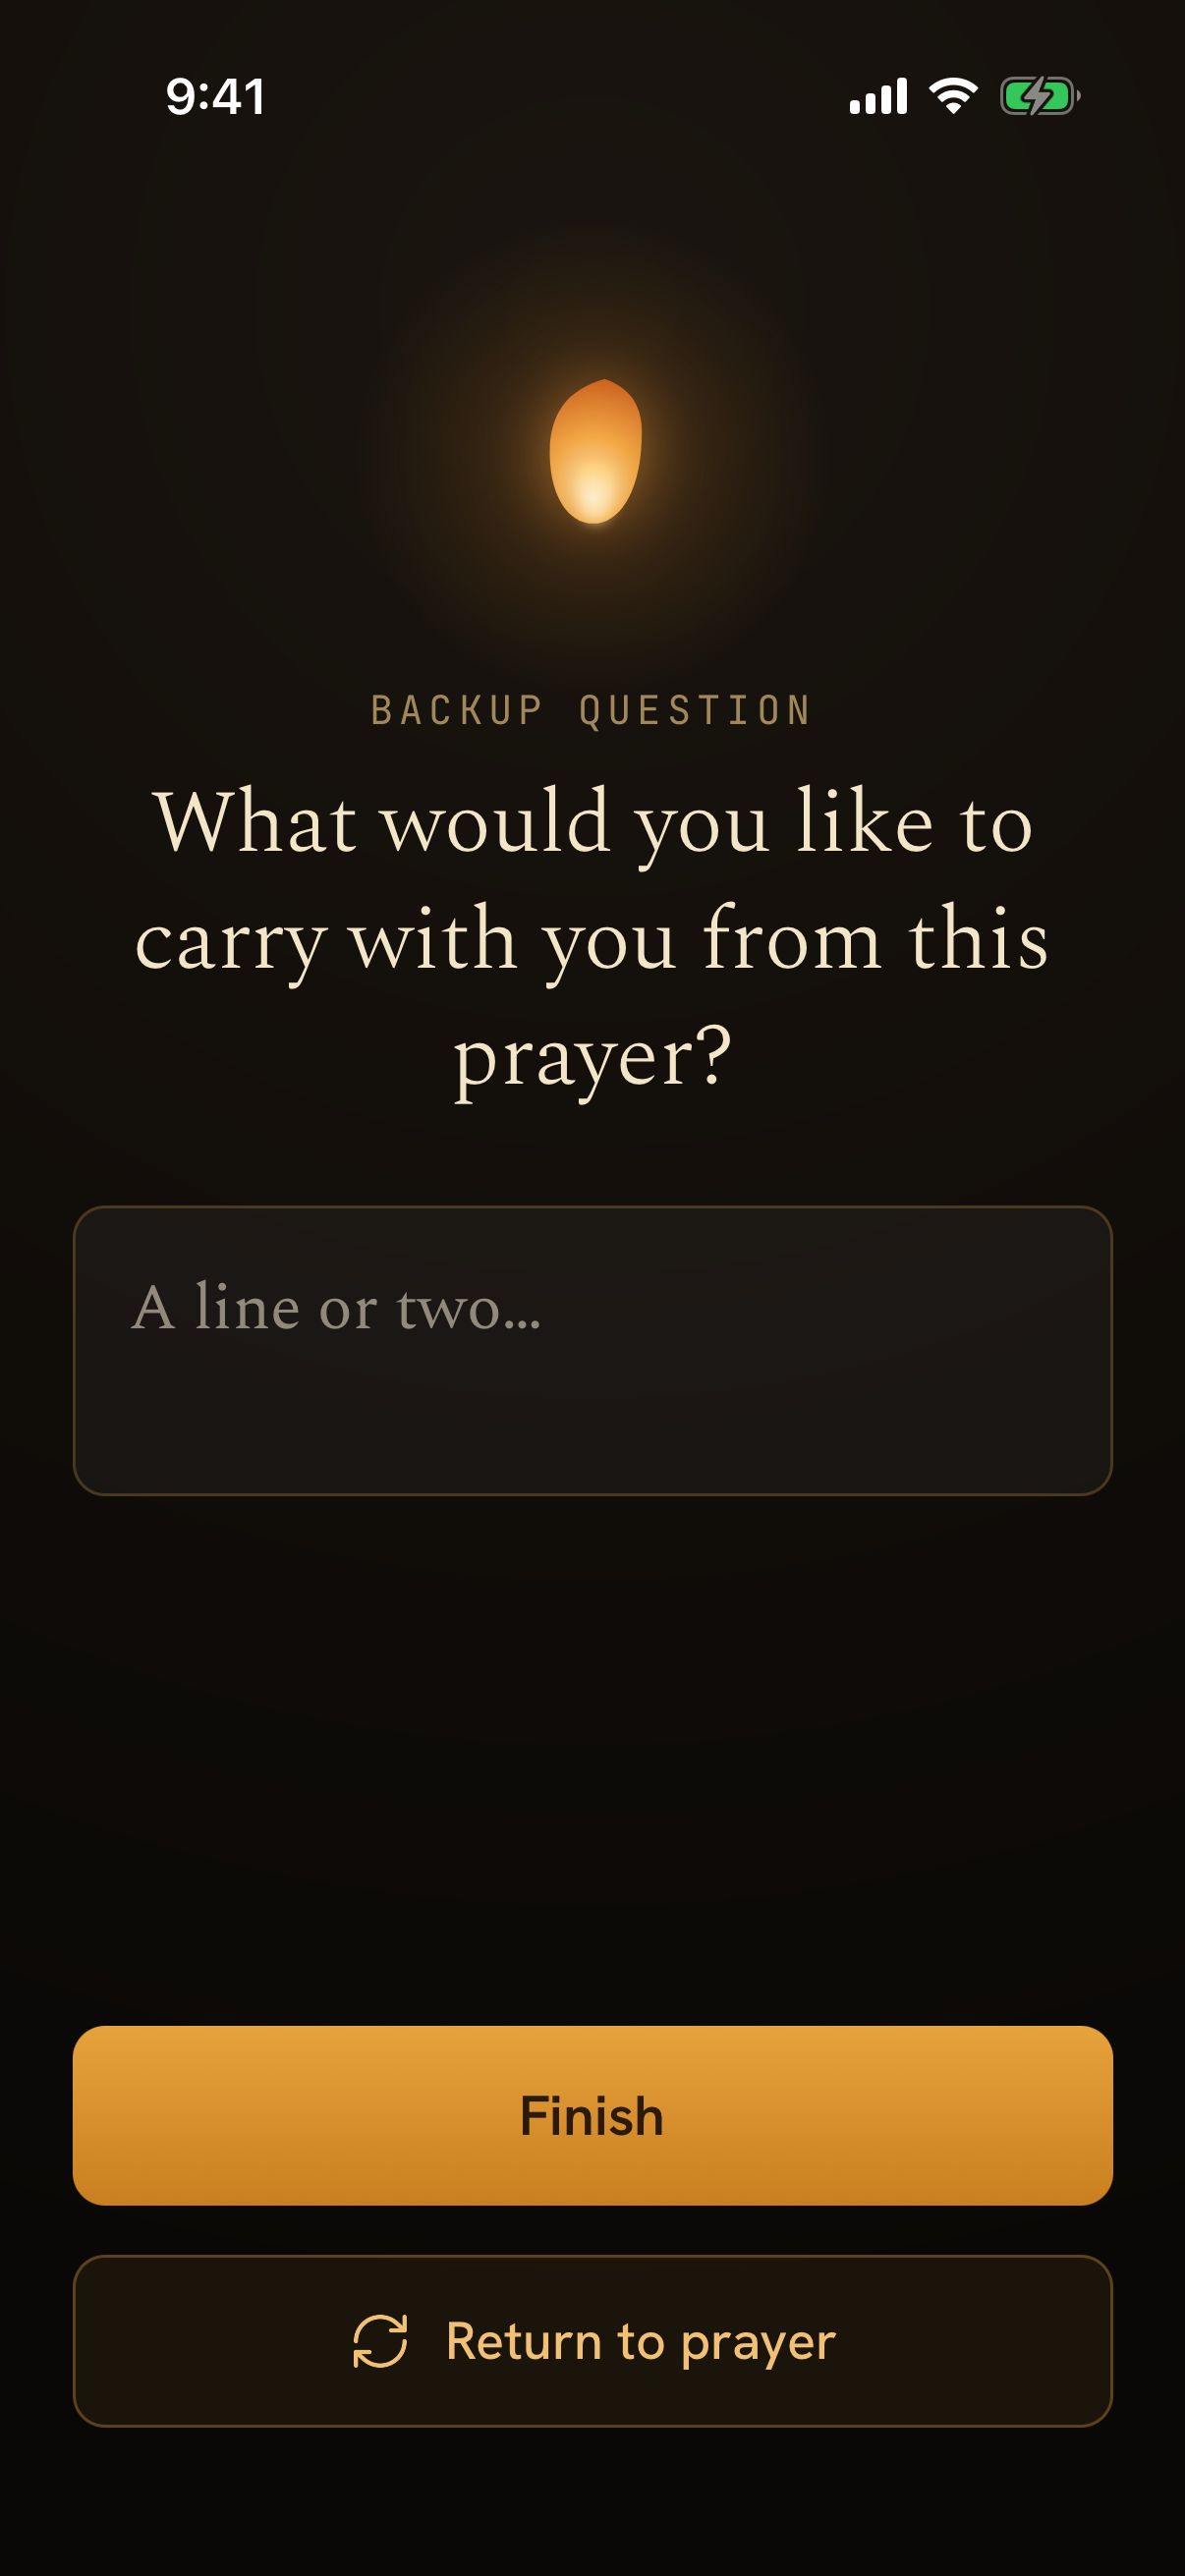 9:41
BACKUP QUESTION
What would you like to
carry with you from this
prayer?
A line or two...
Finish
Return to prayer